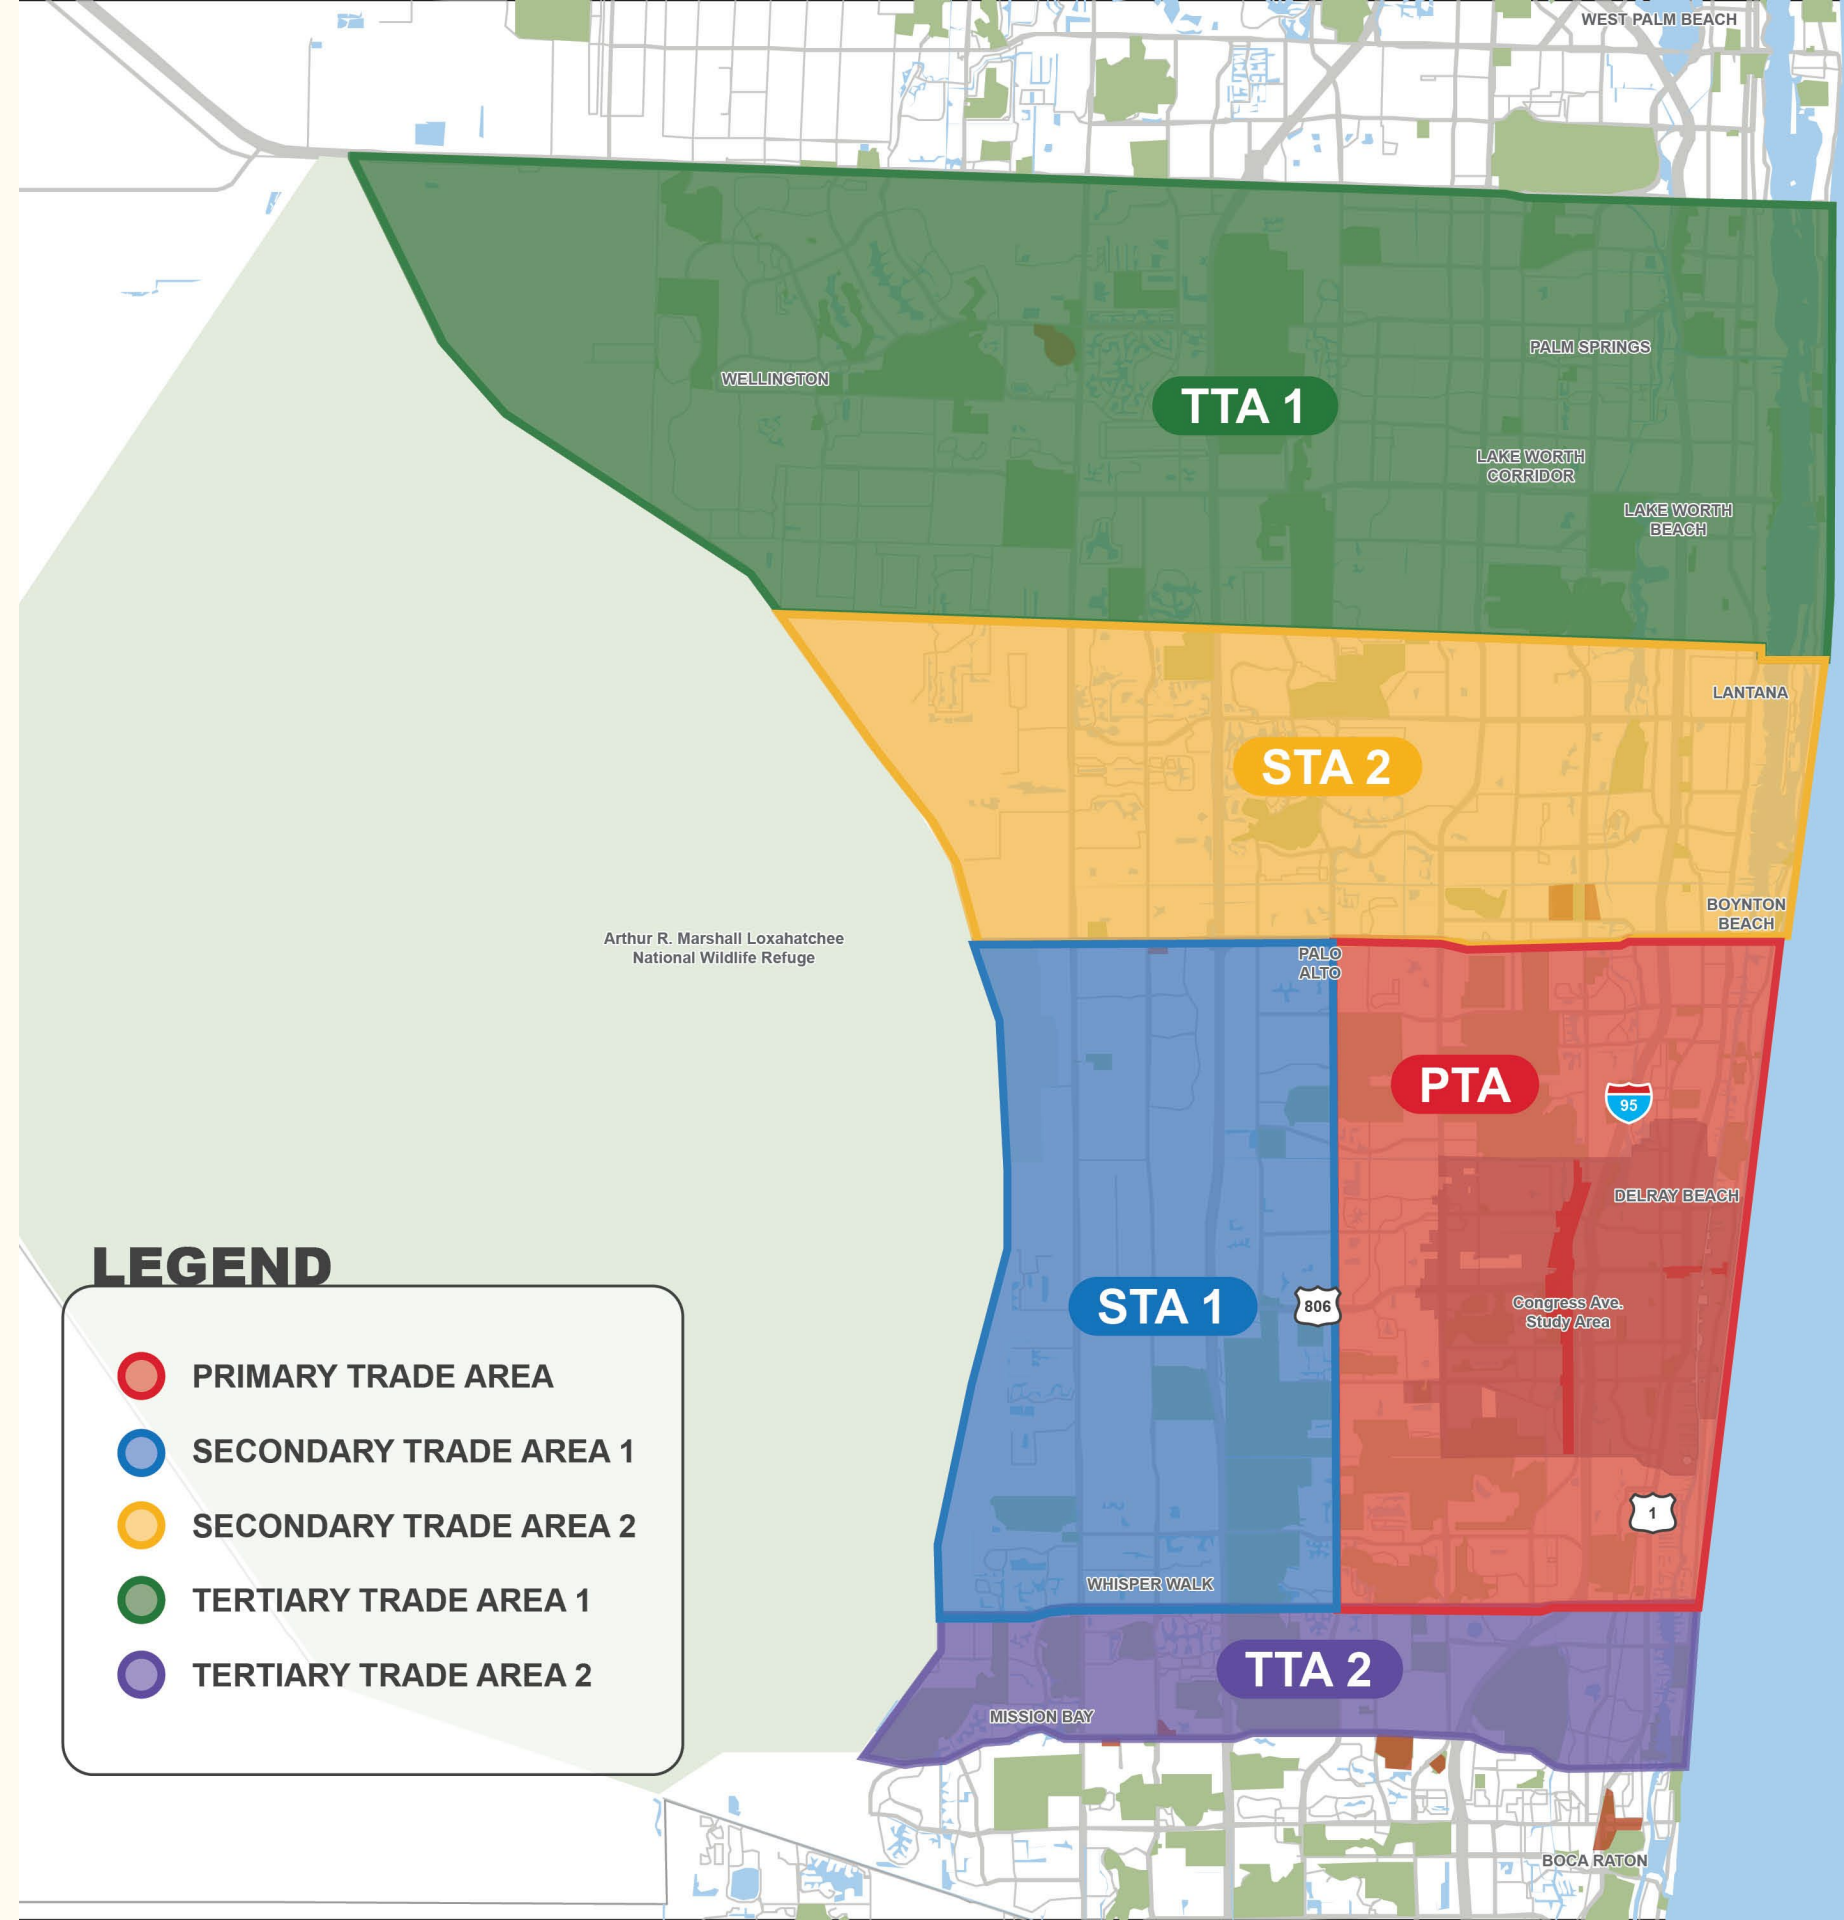 WEST PALM BEACH
PALM SPRINGS
WELLINGTON
TTA 1
LAKE WORTH
CORRIDOR
LAKE WORTH
BEACH
LANTANA
STA 2
BOYNTON
BEACH
Arthur R. Marshall Loxahatchee
National Wildlife Refuge
PALO
ALTO
PTA
95
DELRAY BEACH
STA 1
806
Congress Ave.
Study Area
1
WHISPER WALK
TTA 2
MISSION BAY
BOCA RATON
LEGEND
PRIMARY TRADE AREA
SECONDARY TRADE AREA 1
SECONDARY TRADE AREA 2
TERTIARY TRADE AREA 1
TERTIARY TRADE AREA 2